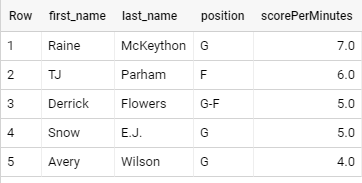 Row first_name last_name position scorePerMinutes
1 Raine McKeython G 7.0
2 TJ Parham F 6.0
3 Derrick Flowers G-F 5.0
4 Snow E.J. G 5.0
5 Avery Wilson G 4.0